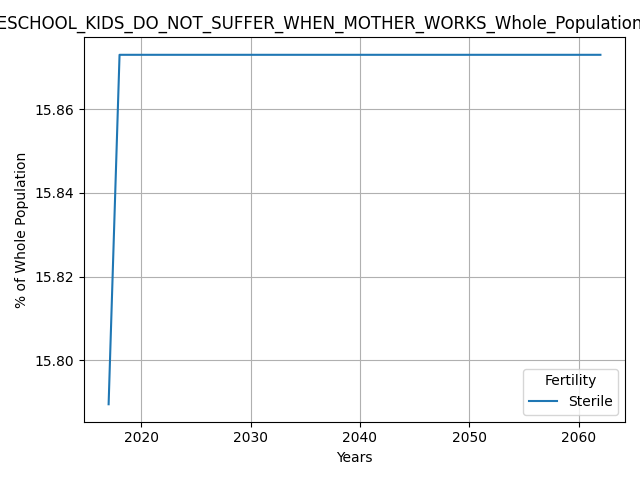 ESCHOOL_KIDS_DO_NOT_SUFFER_WHEN_MOTHER_WORKS_Whole_Population
15.86
15.84
15.82
15.80
% of Whole Population
Fertility
Sterile
2020 2030 2040 2050 2060
Years